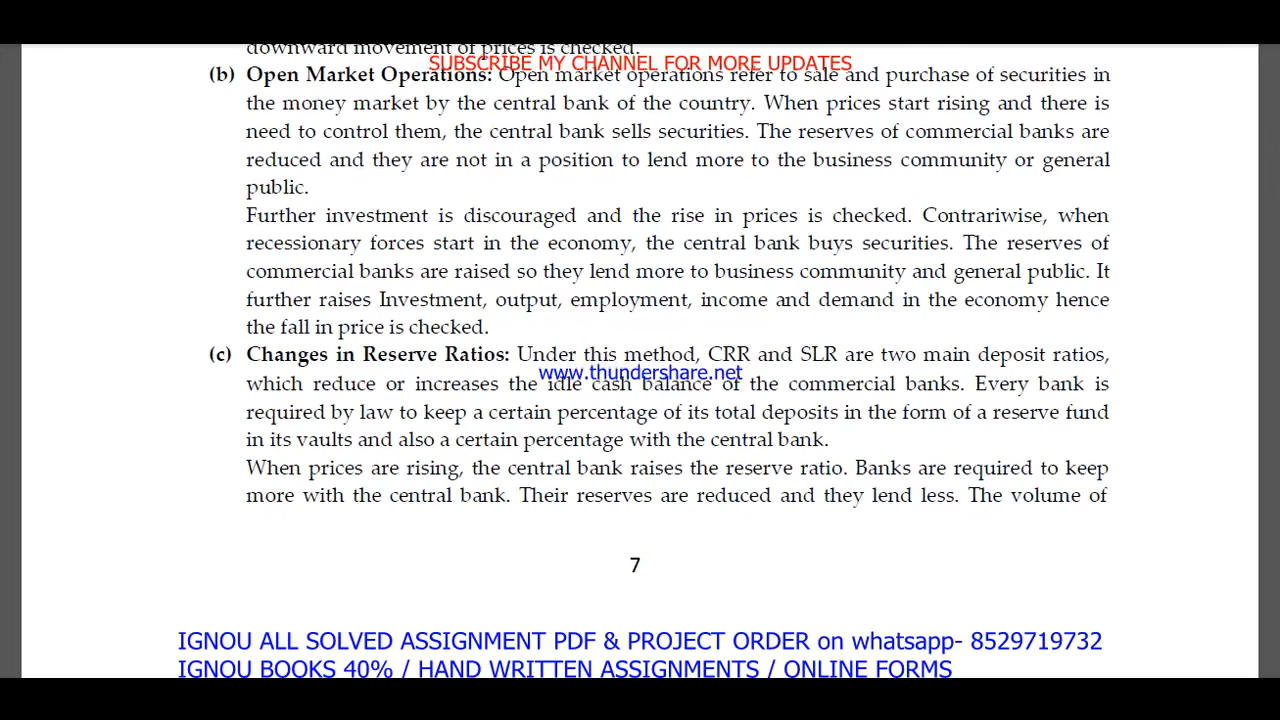 downward movement of prices is checked.
SUBSCRIBE MY CHANNEL FOR MORE UPDATES
(b) Open Market Operations: Open market operations refer to sale and purchase of securities in
the money market by the central bank of the country. When prices start rising and there is
need to control them, the central bank sells securities. The reserves of commercial banks are
reduced and they are not in a position to lend more to the business community or general
public.
Further investment is discouraged and the rise in prices is checked. Contrariwise, when
recessionary forces start in the economy, the central bank buys securities. The reserves of
commercial banks are raised so they lend more to business community and general public. It
further raises Investment, output, employment, income and demand in the economy hence
the fall in price is checked.
(c) Changes in Reserve Ratios: Under this method, CRR and SLR are two main deposit ratios,
www.thundershare.net
which reduce or increases the idle cash balance of the commercial banks. Every bank is
required by law to keep a certain percentage of its total deposits in the form of a reserve fund
in its vaults and also a certain percentage with the central bank.
When prices are rising, the central bank raises the reserve ratio. Banks are required to keep
more with the central bank. Their reserves are reduced and they lend less. The volume of
7
IGNOU ALL SOLVED ASSIGNMENT PDF & PROJECT ORDER on whatsapp- 8529719732
IGNOU BOOKS 40% / HAND WRITTEN ASSIGNMENTS / ONLINE FORMS